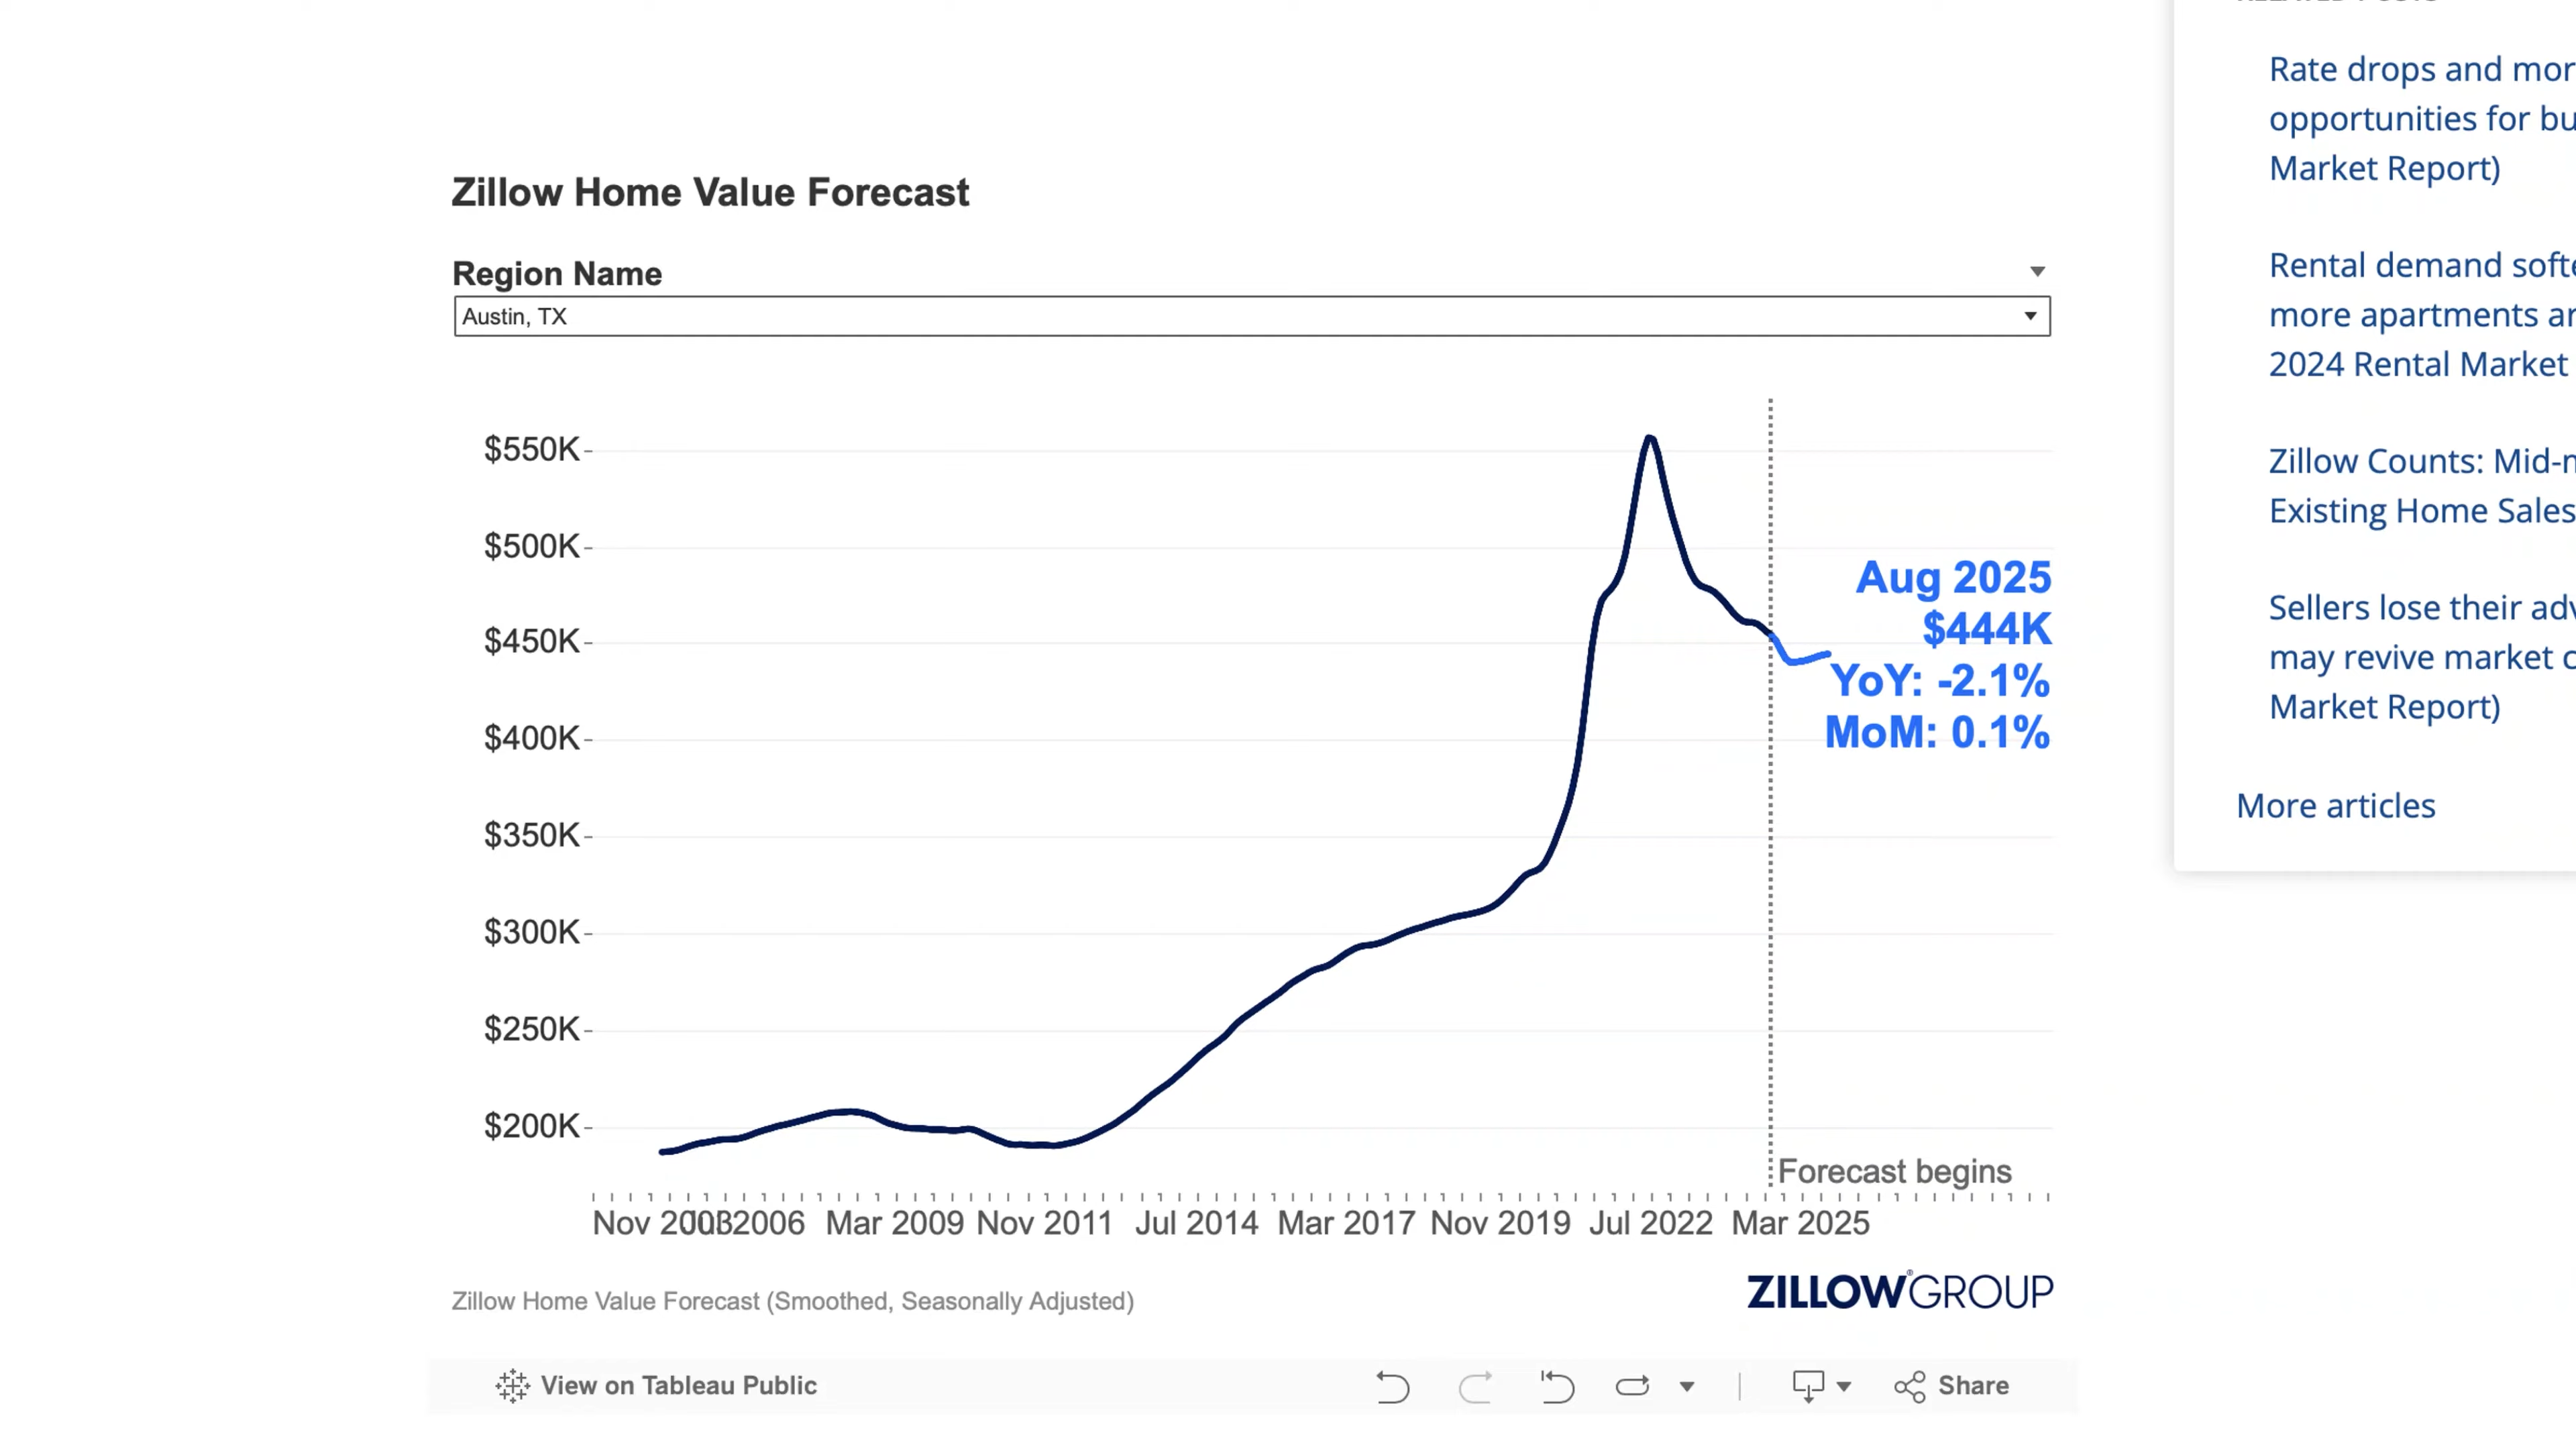 Zillow Home Value Forecast
Region Name
Austin, TX
$550K
$500K
$450K
$400K
$350K
$300K
$250K
$200K
Aug 2025
$444K
YoY: -2.1%
MoM: 0.1%
Forecast begins
Nov 2003 2006 Mar 2009 Nov 2011 Jul 2014 Mar 2017 Nov 2019 Jul 2022 Mar 2025
Zillow Home Value Forecast (Smoothed, Seasonally Adjusted)
ZILLOW® GROUP
View on Tableau Public
Share
Rate drops and mor
opportunities for bu
Market Report)
Rental demand softe
more apartments ar
2024 Rental Market
Zillow Counts: Mid-m
Existing Home Sales
Sellers lose their adv
may revive market c
Market Report)
More articles